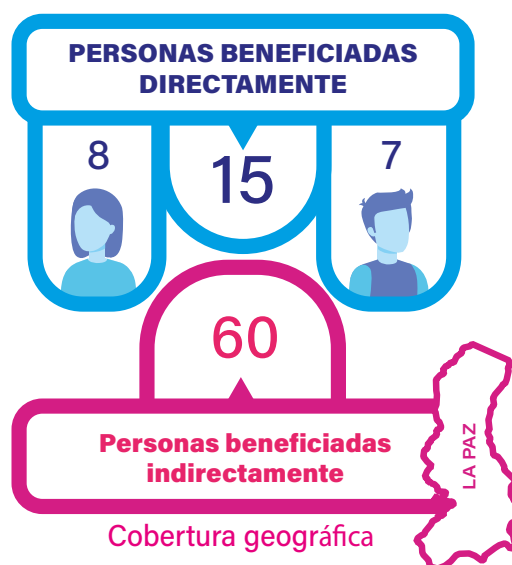 PERSONAS BENEFICIADAS
DIRECTAMENTE
8
15
7
60
Personas beneficiadas
indirectamente
LA PAZ
Cobertura geográfica